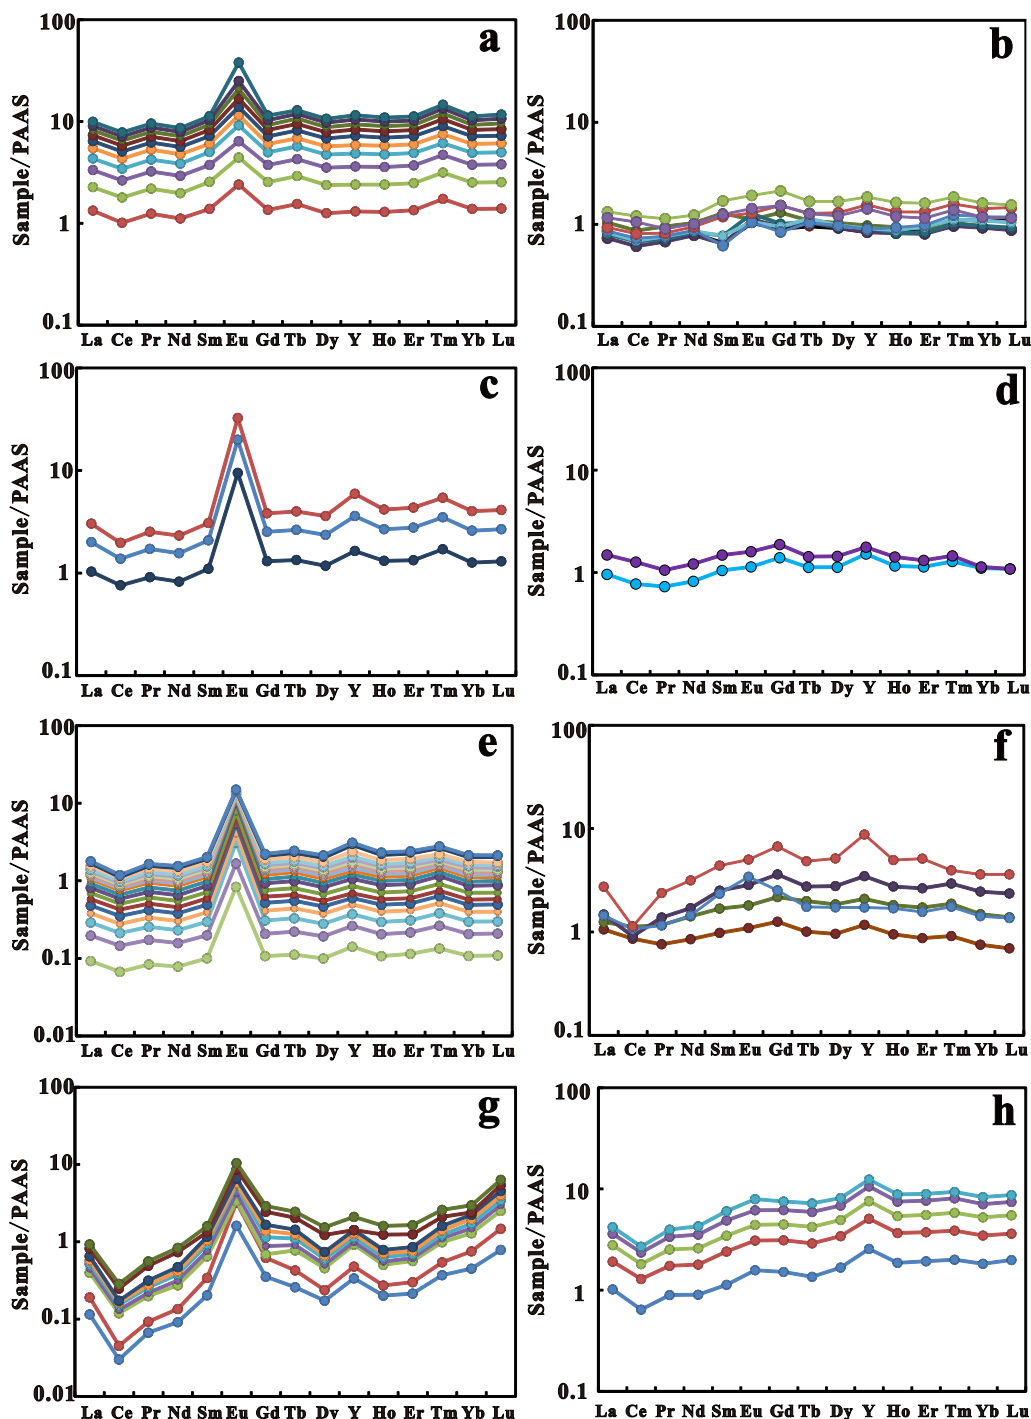 a
100
10
1
0.1
Sample/PAAS
La Ce Pr Nd Sm Eu Gd Tb Dy Y Ho Er Tm Yb Lu
b
100
10
1
0.1
Sample/PAAS
La Ce Pr Nd Sm Eu Gd Tb Dy Y Ho Er Tm Yb Lu
c
100
10
1
0.1
Sample/PAAS
La Ce Pr Nd Sm Eu Gd Tb Dy Y Ho Er Tm Yb Lu
d
100
10
1
0.1
Sample/PAAS
La Ce Pr Nd Sm Eu Gd Tb Dy Y Ho Er Tm Yb Lu
e
100
10
1
0.1
0.01
Sample/PAAS
La Ce Pr Nd Sm Eu Gd Tb Dy Y Ho Er Tm Yb Lu
f
100
10
1
0.1
Sample/PAAS
La Ce Pr Nd Sm Eu Gd Tb Dy Y Ho Er Tm Yb Lu
g
100
10
1
0.1
0.01
Sample/PAAS
La Ce Pr Nd Sm Eu Gd Tb Dy Y Ho Er Tm Yb Lu
h
100
10
1
0.1
Sample/PAAS
La Ce Pr Nd Sm Eu Gd Tb Dy Y Ho Er Tm Yb Lu